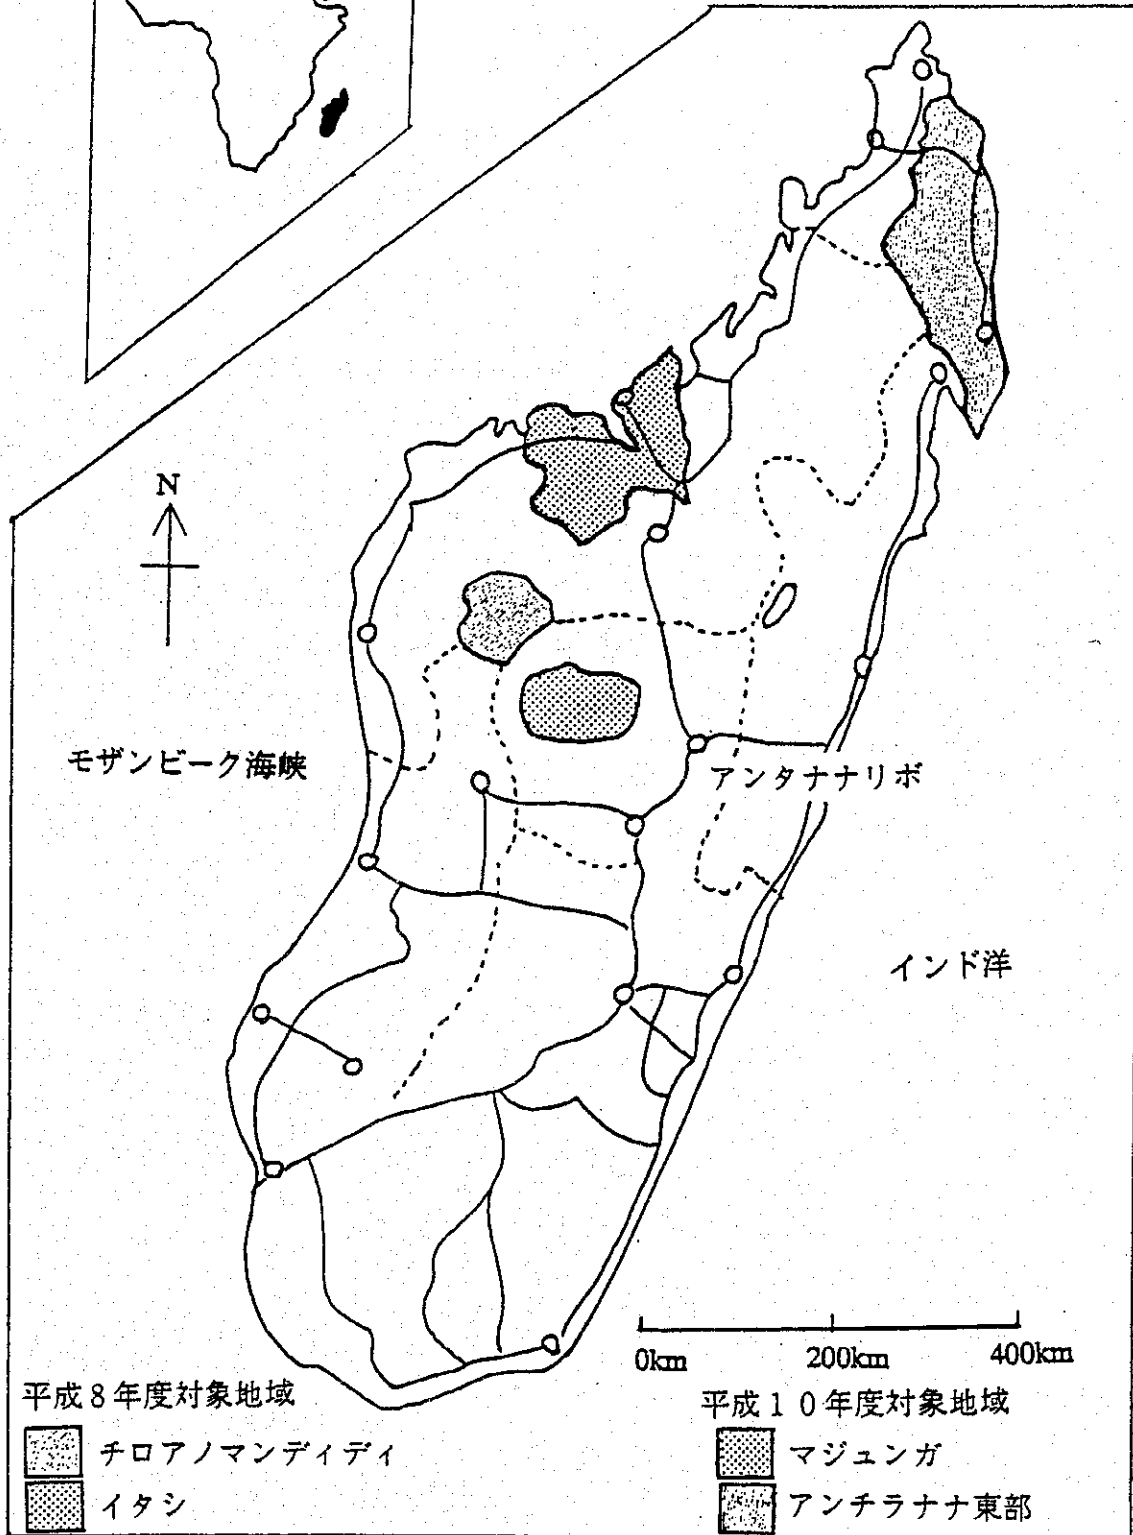 N
モザンビーク海峡
アンタナナリボ
インド洋
0km 200km 400km
平成8年度対象地域
チロアノマンディディ
イタシ
平成10年度対象地域
マジュンガ
アンチラナナ東部